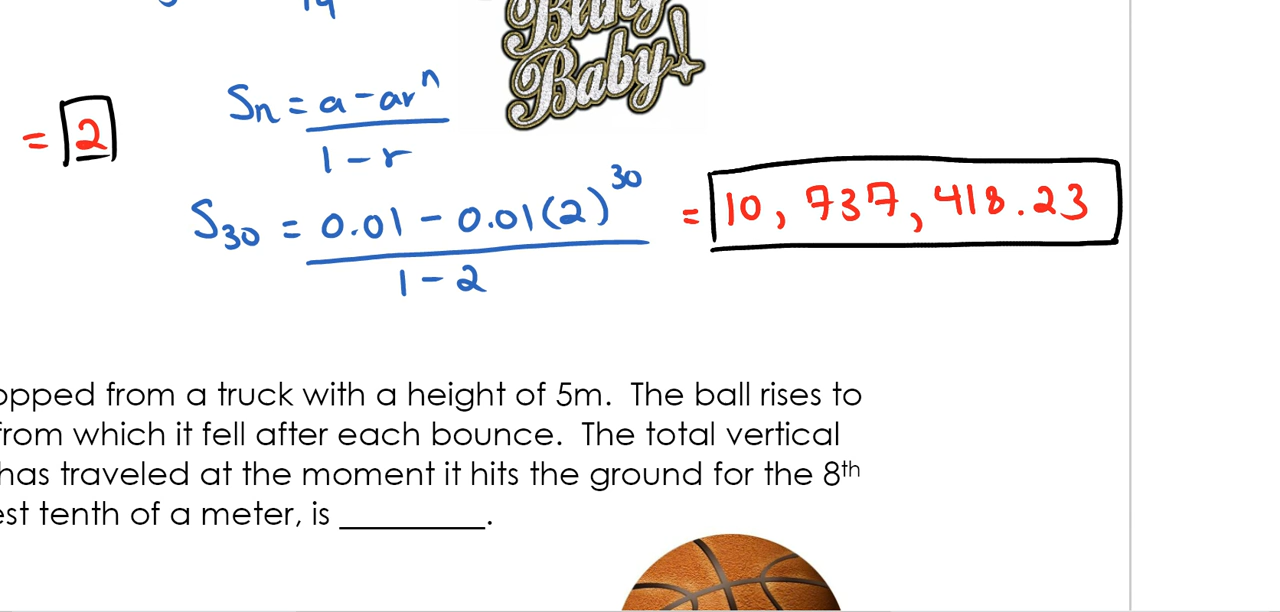 Bling
Baby!
Sn = a - arⁿ
1 - r
= 2
S30 = 0.01 - 0.01(2)³⁰ = 10,737,418.23
1 - 2
opped from a truck with a height of 5m. The ball rises to
from which it fell after each bounce. The total vertical
has traveled at the moment it hits the ground for the 8th
est tenth of a meter, is ________.